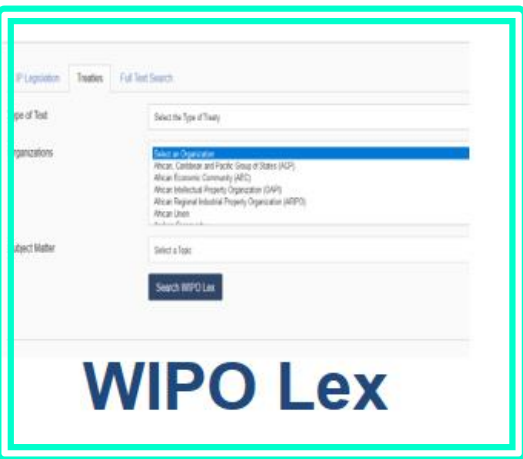 IP Legislation Treaties Full Text Search
ype of Text Select the Type of Treaty
rganizations Select an Organization
African, Caribbean and Pacific Group of States (ACP)
African Economic Community (AEC)
African Intellectual Property Organization (OAPI)
African Regional Industrial Property Organization (ARIPO)
African Union
ubject Matter Select a Topic
Search WIPO Lex
WIPO Lex